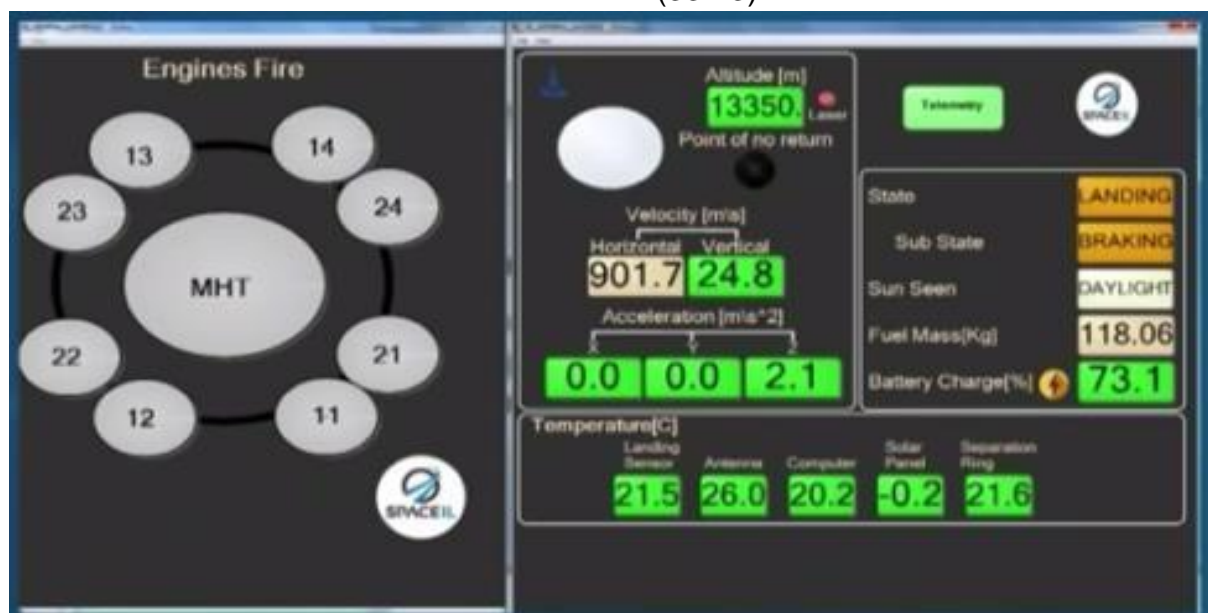 Engines Fire
13
14
23
24
MHT
22
21
12
11
SPACEIL
Altitude [m]
13350.
Laser
Point of no return
Velocity [m\s]
Horizontal Vertical
901.7 24.8
Acceleration [m\s^2]
X Y Z
0.0 0.0 2.1
Telemetry
SPACEIL
State LANDING
Sub State BRAKING
Sun Seen DAYLIGHT
Fuel Mass[Kg] 118.06
Battery Charge[%] 73.1
Temperature[C]
Landing Sensor Antenna Computer Solar Panel Separation Ring
21.5 26.0 20.2 -0.2 21.6